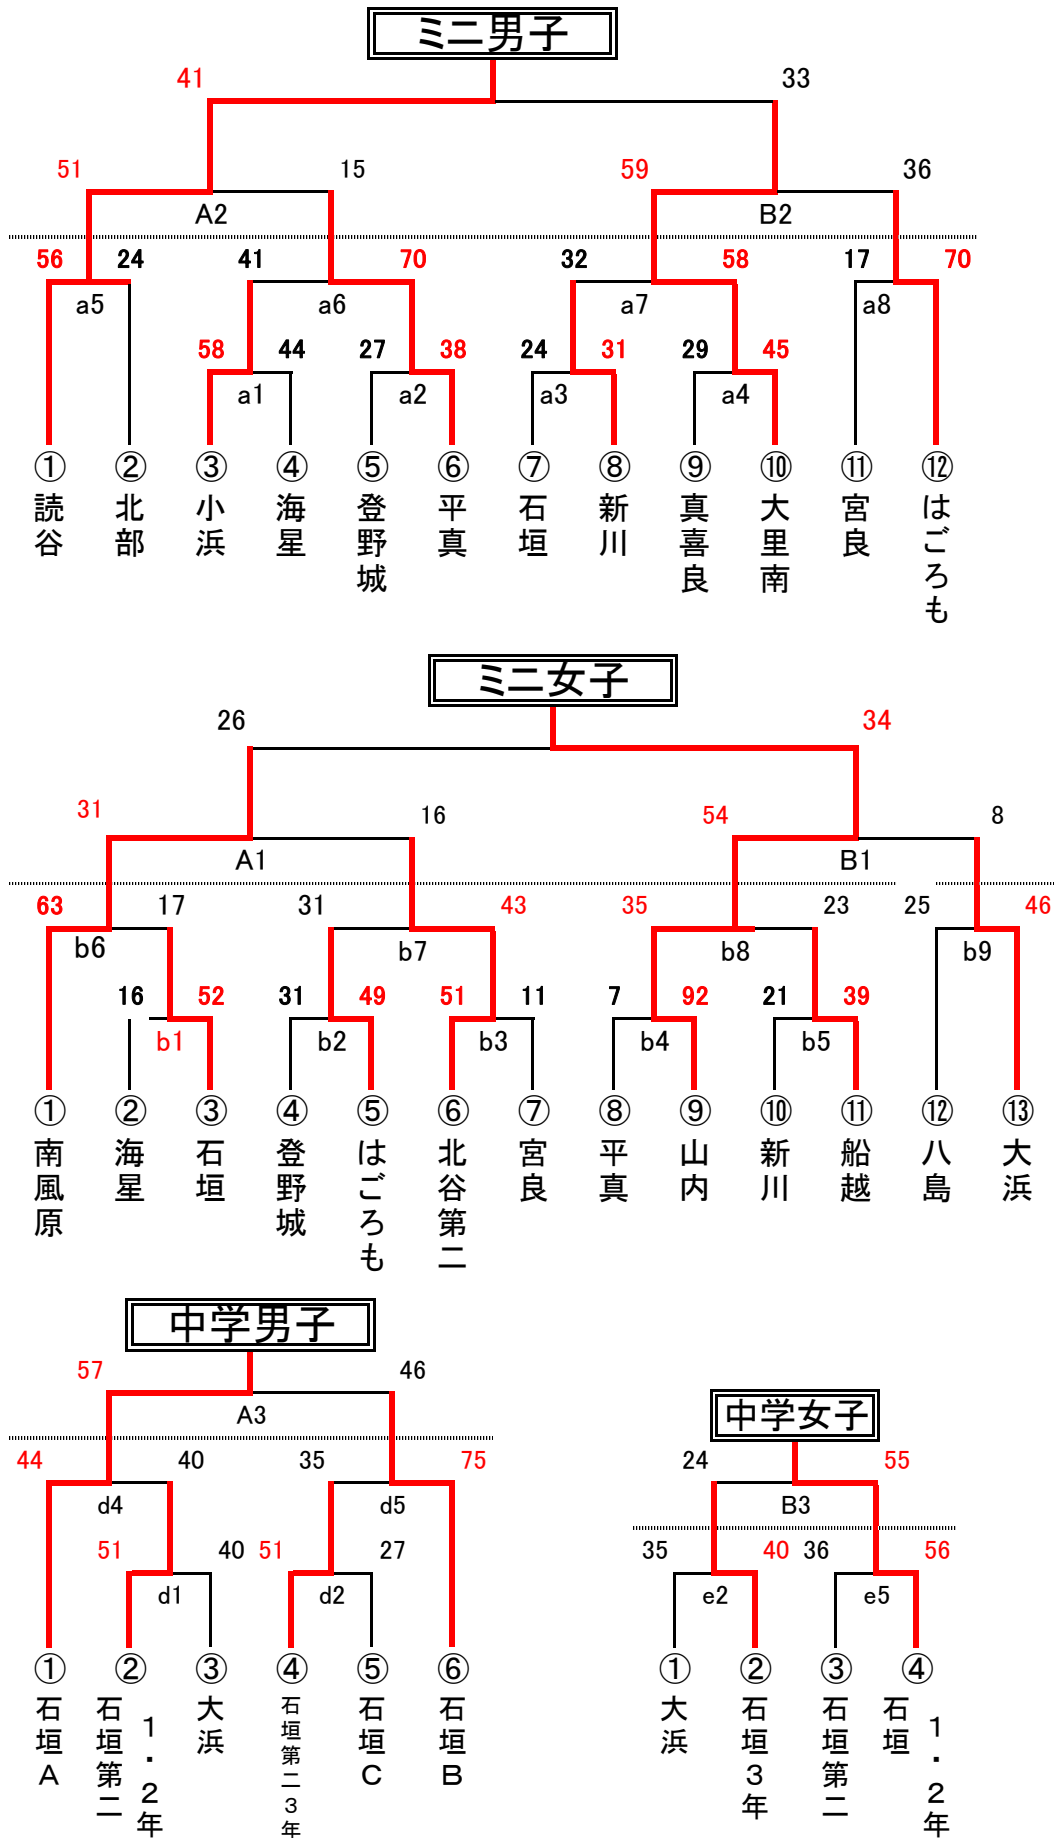 ミニ男子
41 33
51 15 59 36
A2 B2
56 24 41 70 32 58 17 70
a5 a6 a7 a8
58 44 27 38 24 31 29 45
a1 a2 a3 a4
① ② ③ ④ ⑤ ⑥ ⑦ ⑧ ⑨ ⑩ ⑪ ⑫
読谷 北部 小浜 海星 登野城 平真 石垣 新川 真喜良 大里南 宮良 はごろも
ミニ女子
26 34
31 16 54 8
A1 B1
63 17 31 43 35 23 25 46
b6 b7 b8 b9
16 52 31 49 51 11 7 92 21 39
b1 b2 b3 b4 b5
① ② ③ ④ ⑤ ⑥ ⑦ ⑧ ⑨ ⑩ ⑪ ⑫ ⑬
南風原 海星 石垣 登野城 はごろも 北谷第二 宮良 平真 山内 新川 船越 八島 大浜
中学男子
57 46
A3
44 40 35 75
d4 d5
51 40 51 27
d1 d2
① ② ③ ④ ⑤ ⑥
石垣A 石垣第二 1・2年 大浜 石垣第二3年 石垣C 石垣B
中学女子
24 55
B3
35 40 36 56
e2 e5
① ② ③ ④
大浜 石垣3年 石垣第二 石垣 1・2年